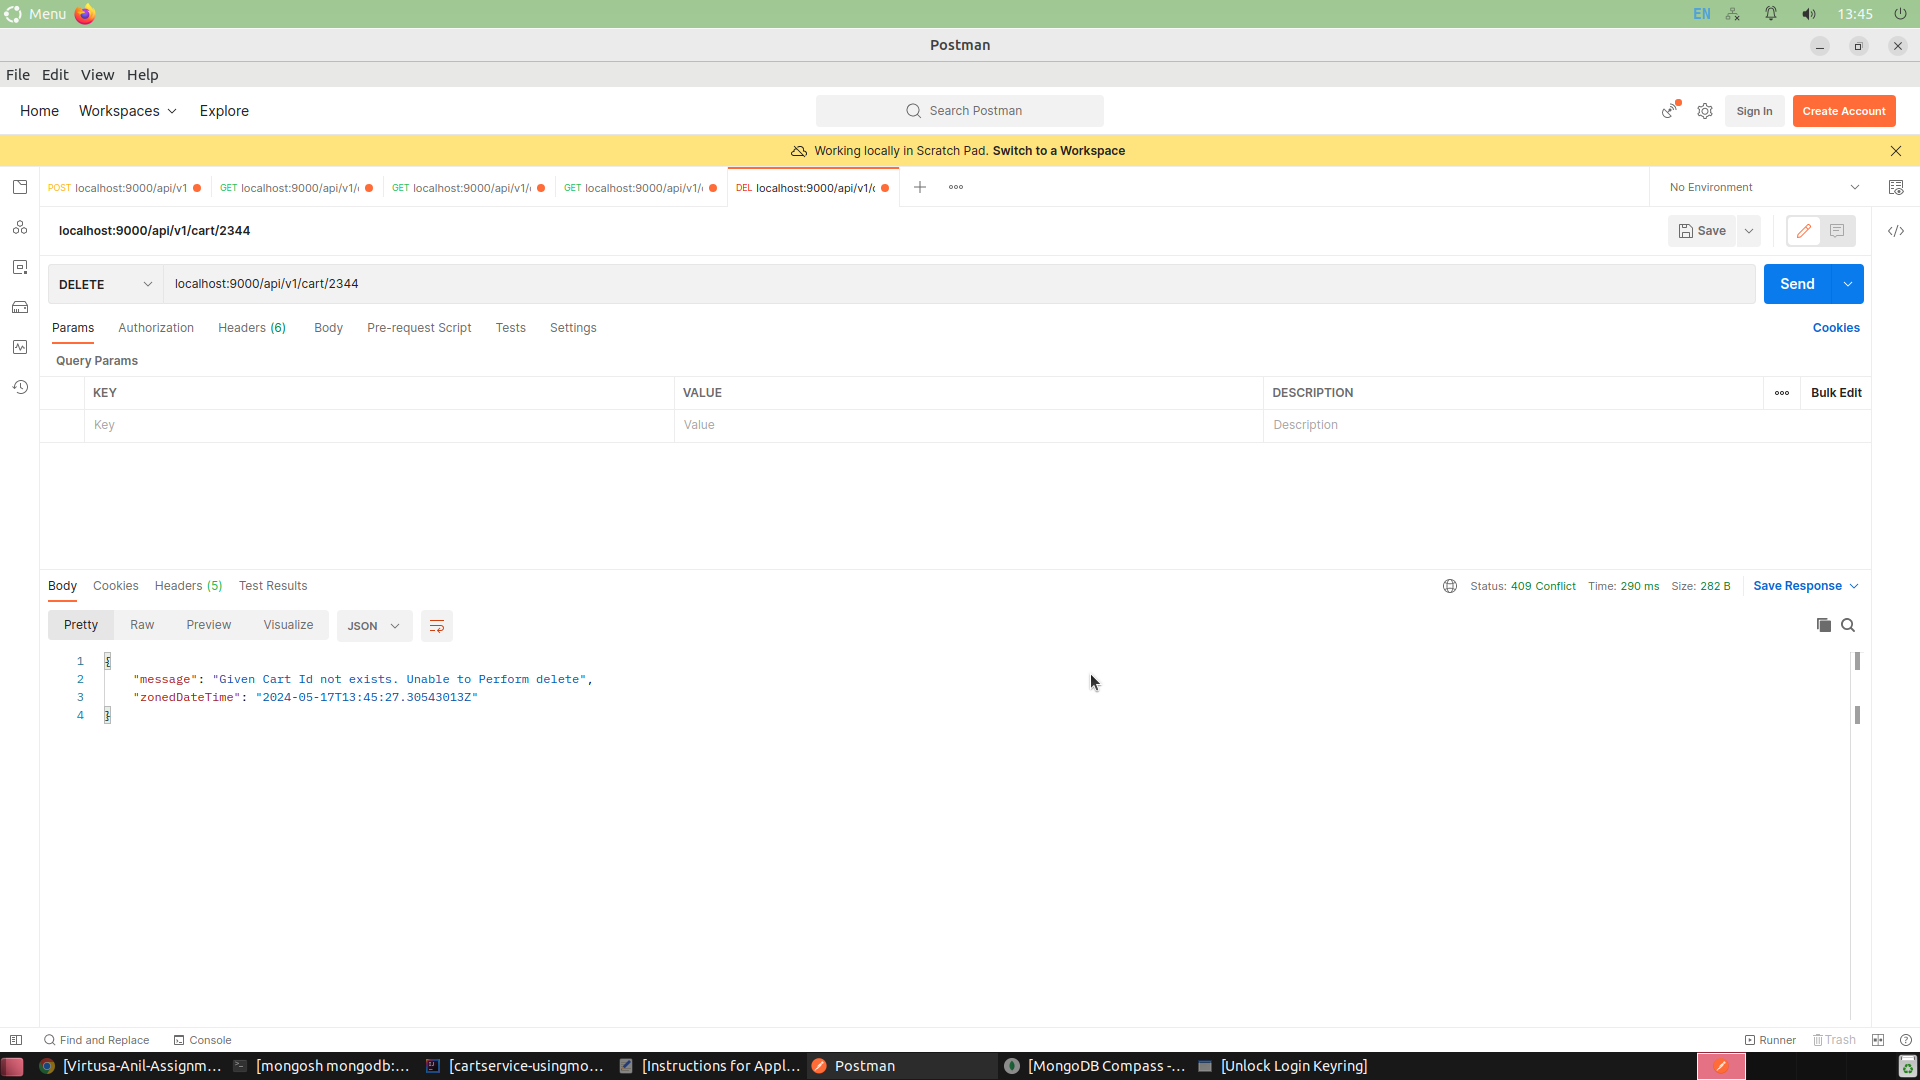 Menu
EN
13:45
Postman
File Edit View Help
Home Workspaces Explore
Search Postman
Sign In
Create Account
Working locally in Scratch Pad. Switch to a Workspace
POST localhost:9000/api/v1
GET localhost:9000/api/v1/
GET localhost:9000/api/v1/
GET localhost:9000/api/v1/
DEL localhost:9000/api/v1/c
No Environment
localhost:9000/api/v1/cart/2344
Save
DELETE
localhost:9000/api/v1/cart/2344
Send
Params Authorization Headers (6) Body Pre-request Script Tests Settings
Cookies
Query Params
KEY VALUE DESCRIPTION
Bulk Edit
Key Value Description
Body Cookies Headers (5) Test Results
Status: 409 Conflict Time: 290 ms Size: 282 B
Save Response
Pretty Raw Preview Visualize
JSON
1 {
2 "message": "Given Cart Id not exists. Unable to Perform delete",
3 "zonedDateTime": "2024-05-17T13:45:27.30543013Z"
4 }
Find and Replace Console
Runner Trash
[Virtusa-Anil-Assignm...
[mongosh mongodb:...
[cartservice-usingmo...
[Instructions for Appl...
Postman
[MongoDB Compass -...
[Unlock Login Keyring]